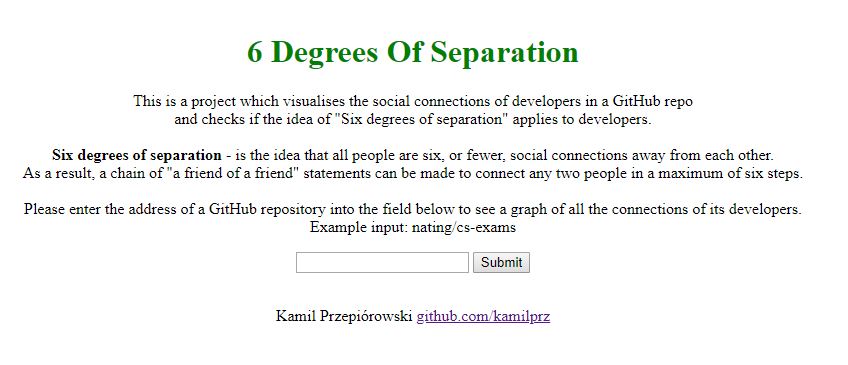 6 Degrees Of Separation
This is a project which visualises the social connections of developers in a GitHub repo
and checks if the idea of "Six degrees of separation" applies to developers.
Six degrees of separation - is the idea that all people are six, or fewer, social connections away from each other.
As a result, a chain of "a friend of a friend" statements can be made to connect any two people in a maximum of six steps.
Please enter the address of a GitHub repository into the field below to see a graph of all the connections of its developers.
Example input: nating/cs-exams
Submit
Kamil Przepiórowski github.com/kamilprz